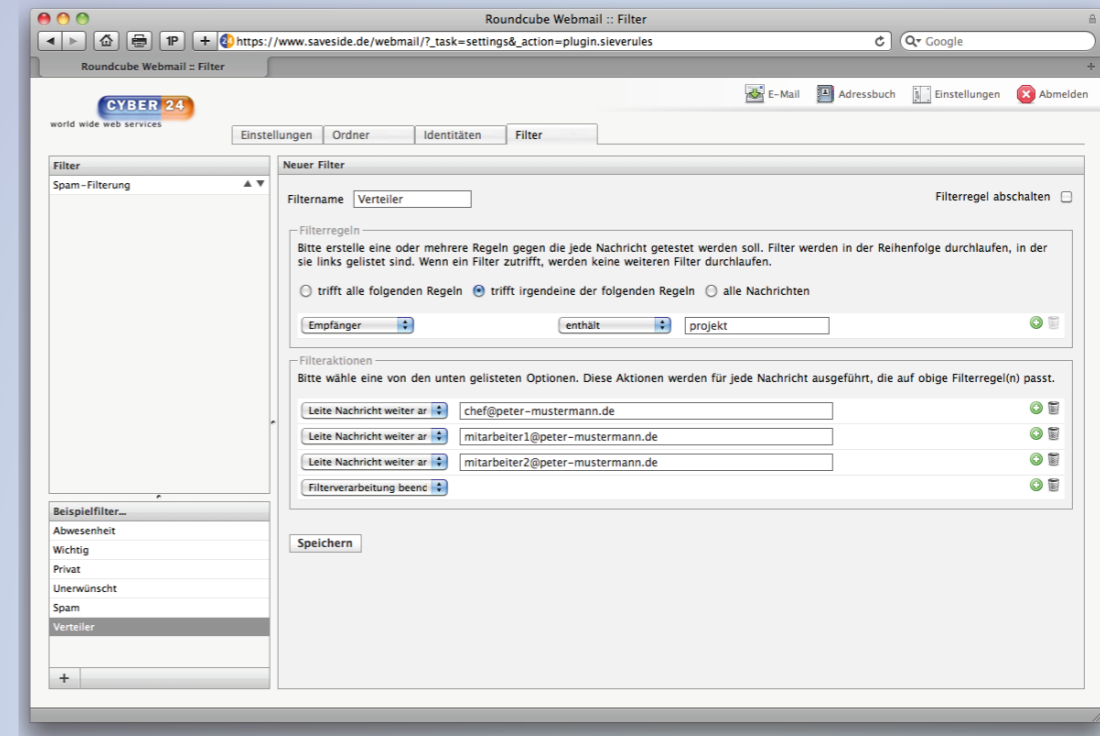 Roundcube Webmail :: Filter
1P + 24 https://www.saveside.de/webmail/?_task=settings&_action=plugin.sieverules Google
Roundcube Webmail :: Filter
CYBER 24
world wide web services
E-Mail Adressbuch Einstellungen Abmelden
Einstellungen Ordner Identitäten Filter
Filter
Spam-Filterung
Neuer Filter
Filtername Verteiler Filterregel abschalten
Filterregeln
Bitte erstelle eine oder mehrere Regeln gegen die jede Nachricht getestet werden soll. Filter werden in der Reihenfolge durchlaufen, in der
sie links gelistet sind. Wenn ein Filter zutrifft, werden keine weiteren Filter durchlaufen.
trifft alle folgenden Regeln trifft irgendeine der folgenden Regeln alle Nachrichten
Empfänger enthält projekt
Filteraktionen
Bitte wähle eine von den unten gelisteten Optionen. Diese Aktionen werden für jede Nachricht ausgeführt, die auf obige Filterregel(n) passt.
Leite Nachricht weiter ar chef@peter-mustermann.de
Leite Nachricht weiter ar mitarbeiter1@peter-mustermann.de
Leite Nachricht weiter ar mitarbeiter2@peter-mustermann.de
Filterverarbeitung beend
Speichern
Beispielfilter...
Abwesenheit
Wichtig
Privat
Unerwünscht
Spam
Verteiler
+